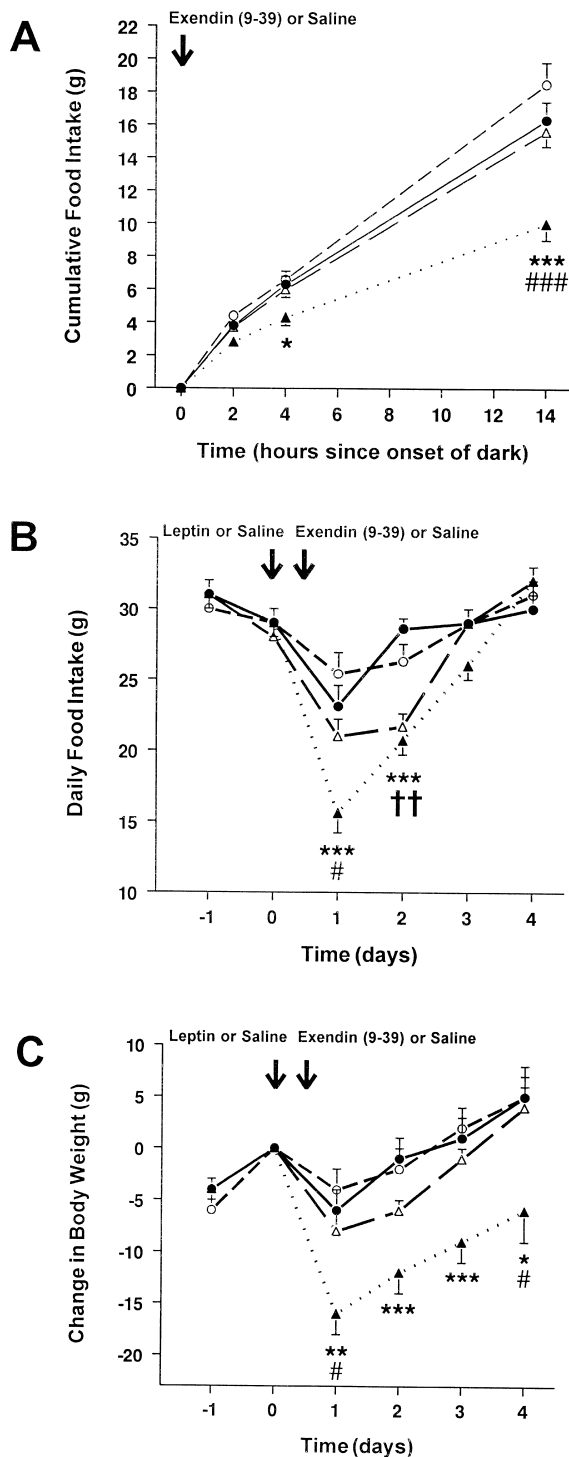 A
Exendin (9-39) or Saline
Cumulative Food Intake (g)
22
20
18
16
14
12
10
8
6
4
2
0
***
###
*
0 2 4 6 8 10 12 14
Time (hours since onset of dark)
B
Leptin or Saline Exendin (9-39) or Saline
Daily Food Intake (g)
35
30
25
20
15
10
***
††
***
#
-1 0 1 2 3 4
Time (days)
C
Leptin or Saline Exendin (9-39) or Saline
Change in Body Weight (g)
10
5
0
-5
-10
-15
-20
*
#
***
***
**
#
-1 0 1 2 3 4
Time (days)